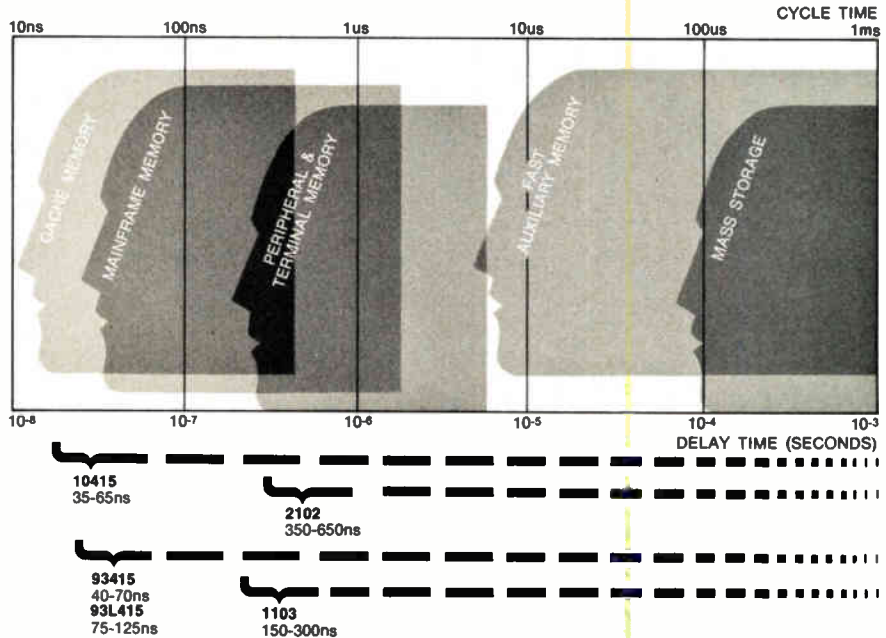 CYCLE TIME
10ns 100ns 1us 10us 100us 1ms
CACHE MEMORY
MAINFRAME MEMORY
PERIPHERAL &
TERMINAL MEMORY
FAST
AUXILIARY MEMORY
MASS STORAGE
10-8 10-7 10-6 10-5 10-4 10-3
DELAY TIME (SECONDS)
10415
35-65ns
2102
350-650ns
93415
40-70ns
93L415
75-125ns
1103
150-300ns